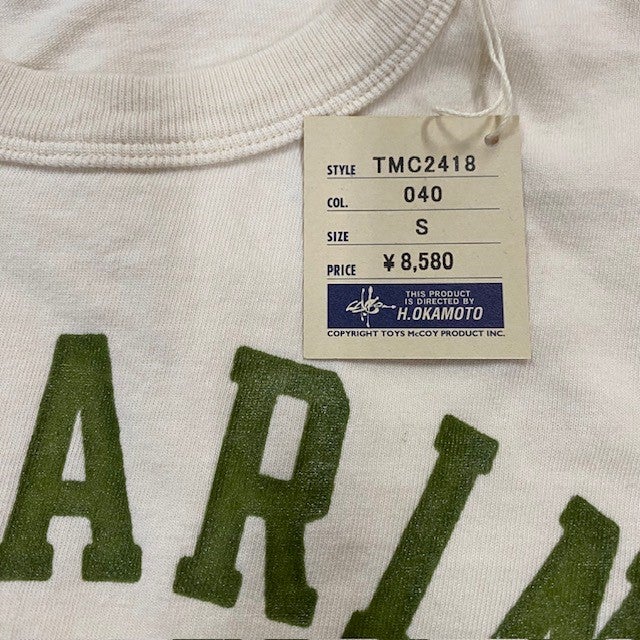 STYLE TMC2418
COL. 040
SIZE S
PRICE ¥8,580
THIS PRODUCT
IS DIRECTED BY
H.OKAMOTO
COPYRIGHT TOYS McCOY PRODUCT INC.
ARIN